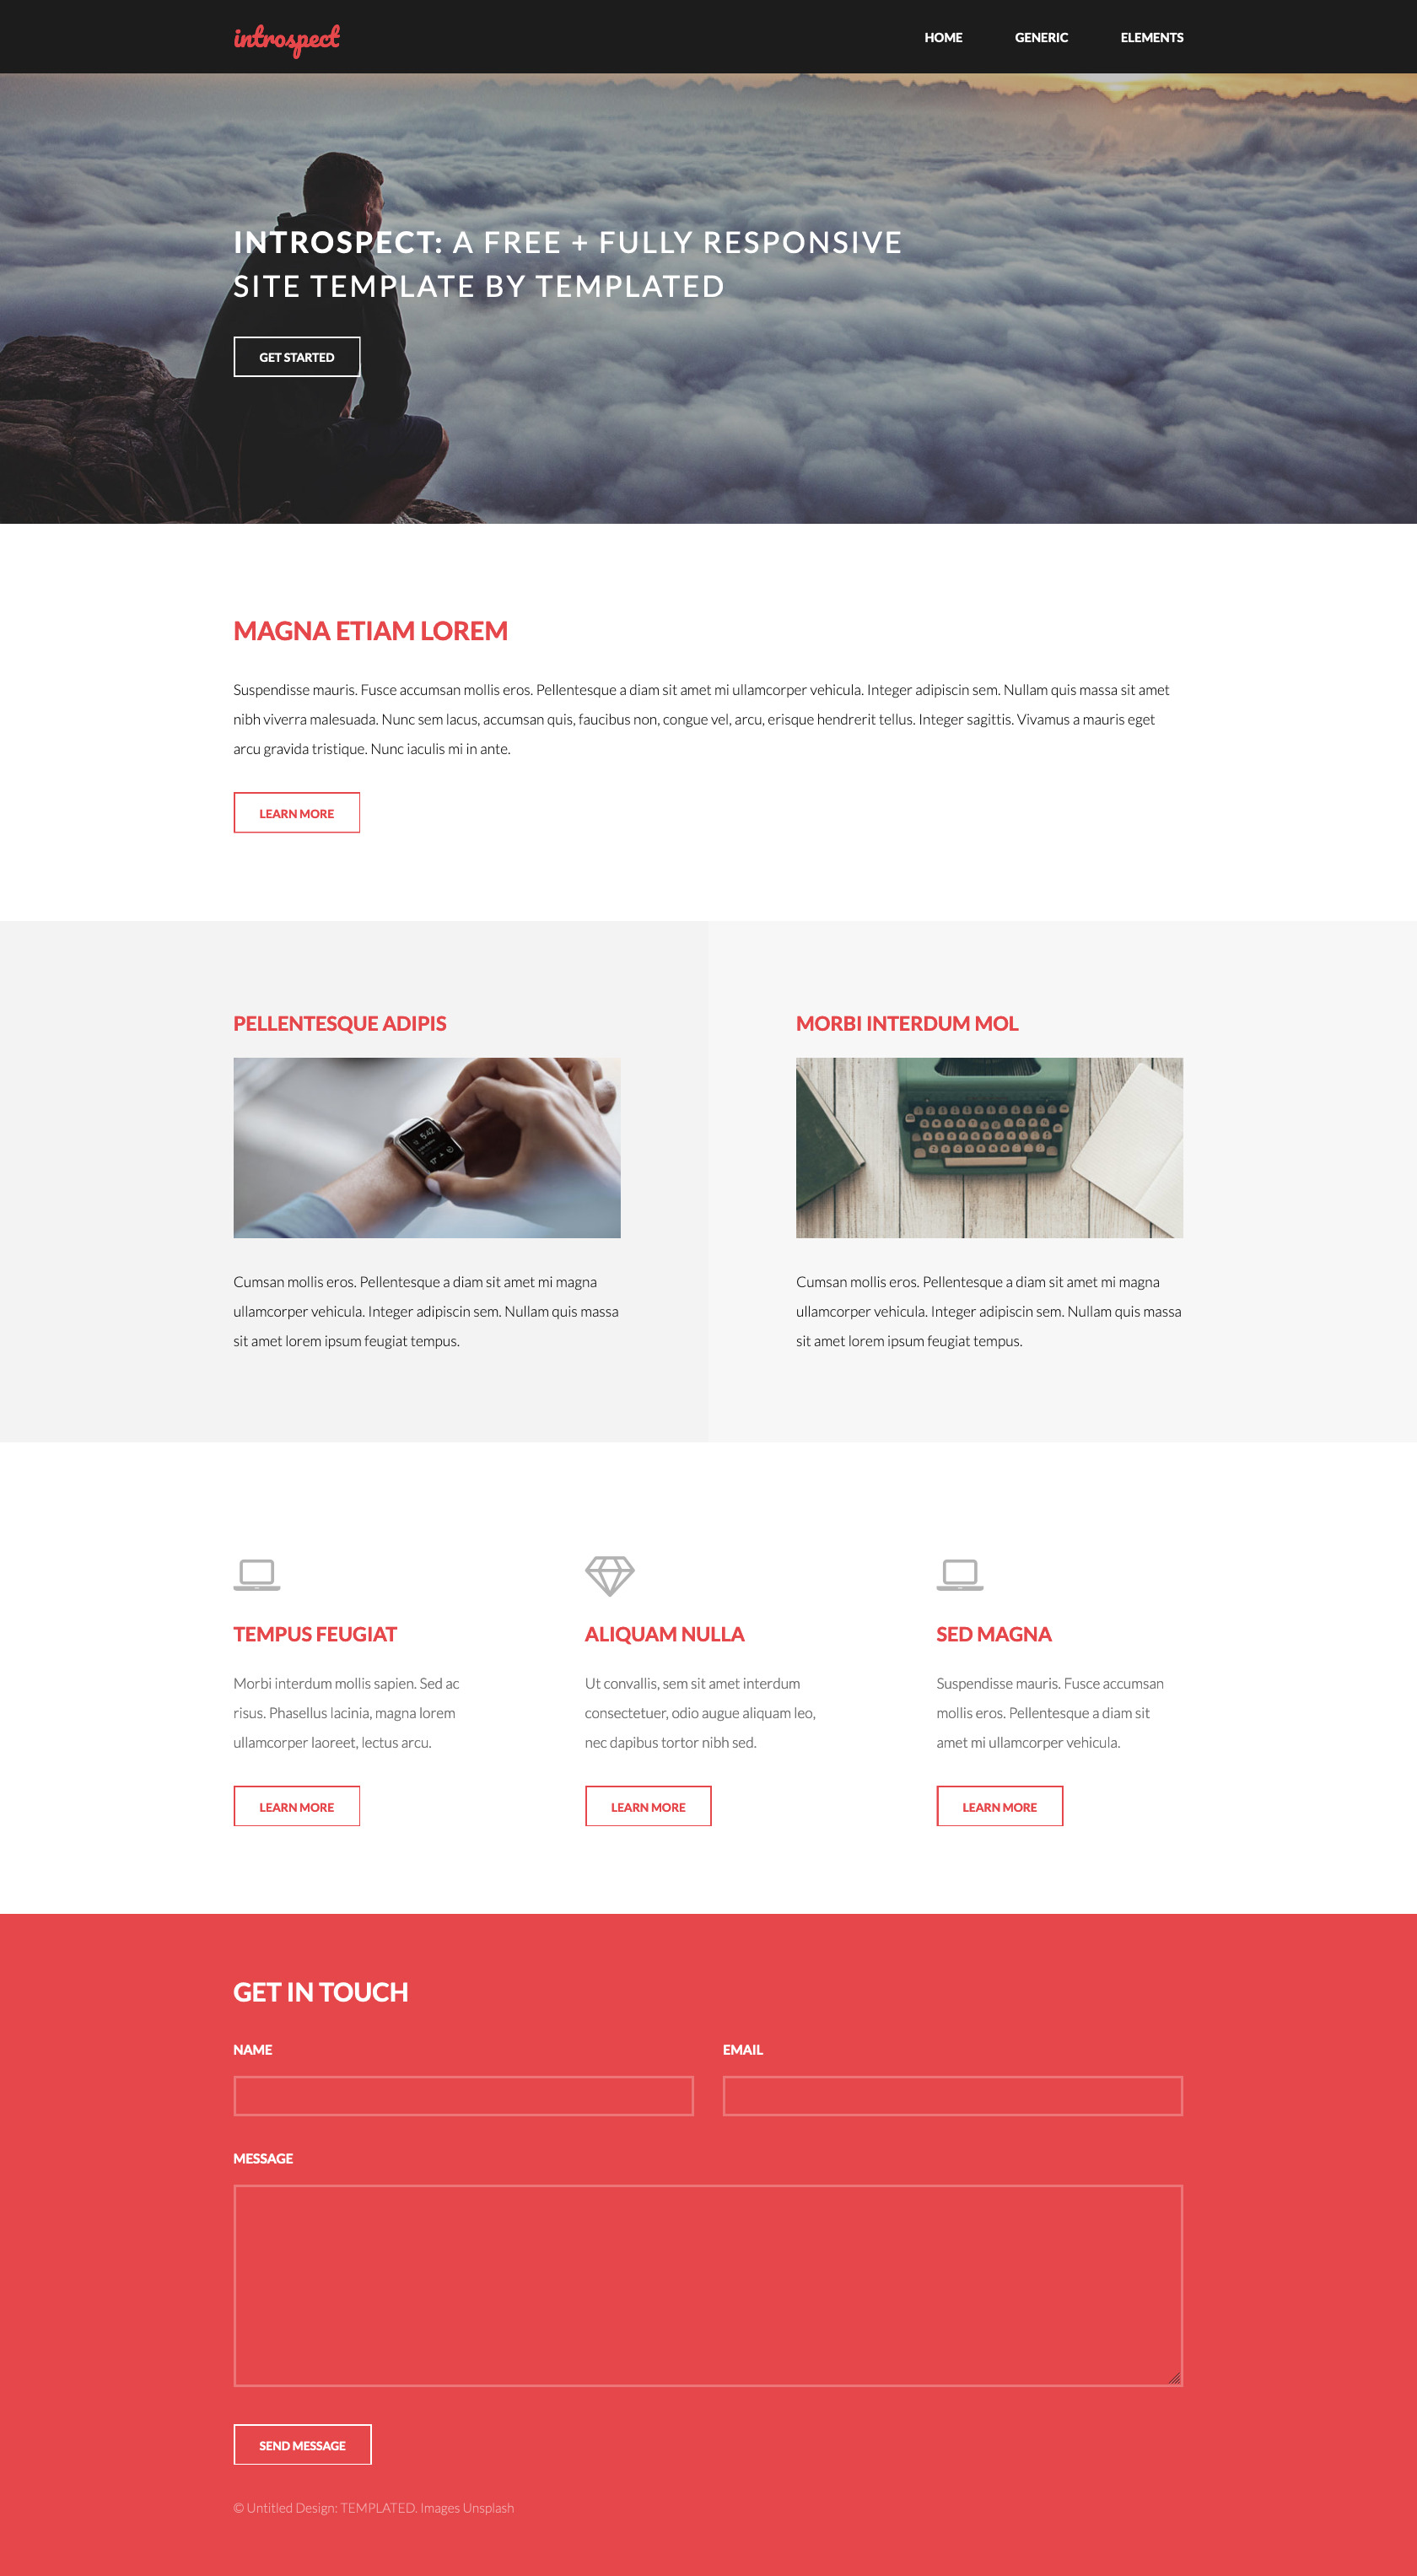 introspect
HOME GENERIC ELEMENTS
INTROSPECT: A FREE + FULLY RESPONSIVE
SITE TEMPLATE BY TEMPLATED
GET STARTED
MAGNA ETIAM LOREM
Suspendisse mauris. Fusce accumsan mollis eros. Pellentesque a diam sit amet mi ullamcorper vehicula. Integer adipiscin sem. Nullam quis massa sit amet
nibh viverra malesuada. Nunc sem lacus, accumsan quis, faucibus non, congue vel, arcu, erisque hendrerit tellus. Integer sagittis. Vivamus a mauris eget
arcu gravida tristique. Nunc iaculis mi in ante.
LEARN MORE
PELLENTESQUE ADIPIS
5:42
Cumsan mollis eros. Pellentesque a diam sit amet mi magna
ullamcorper vehicula. Integer adipiscin sem. Nullam quis massa
sit amet lorem ipsum feugiat tempus.
MORBI INTERDUM MOL
Cumsan mollis eros. Pellentesque a diam sit amet mi magna
ullamcorper vehicula. Integer adipiscin sem. Nullam quis massa
sit amet lorem ipsum feugiat tempus.
TEMPUS FEUGIAT
Morbi interdum mollis sapien. Sed ac
risus. Phasellus lacinia, magna lorem
ullamcorper laoreet, lectus arcu.
LEARN MORE
ALIQUAM NULLA
Ut convallis, sem sit amet interdum
consectetuer, odio augue aliquam leo,
nec dapibus tortor nibh sed.
LEARN MORE
SED MAGNA
Suspendisse mauris. Fusce accumsan
mollis eros. Pellentesque a diam sit
amet mi ullamcorper vehicula.
LEARN MORE
GET IN TOUCH
NAME
EMAIL
MESSAGE
SEND MESSAGE
© Untitled Design: TEMPLATED. Images Unsplash